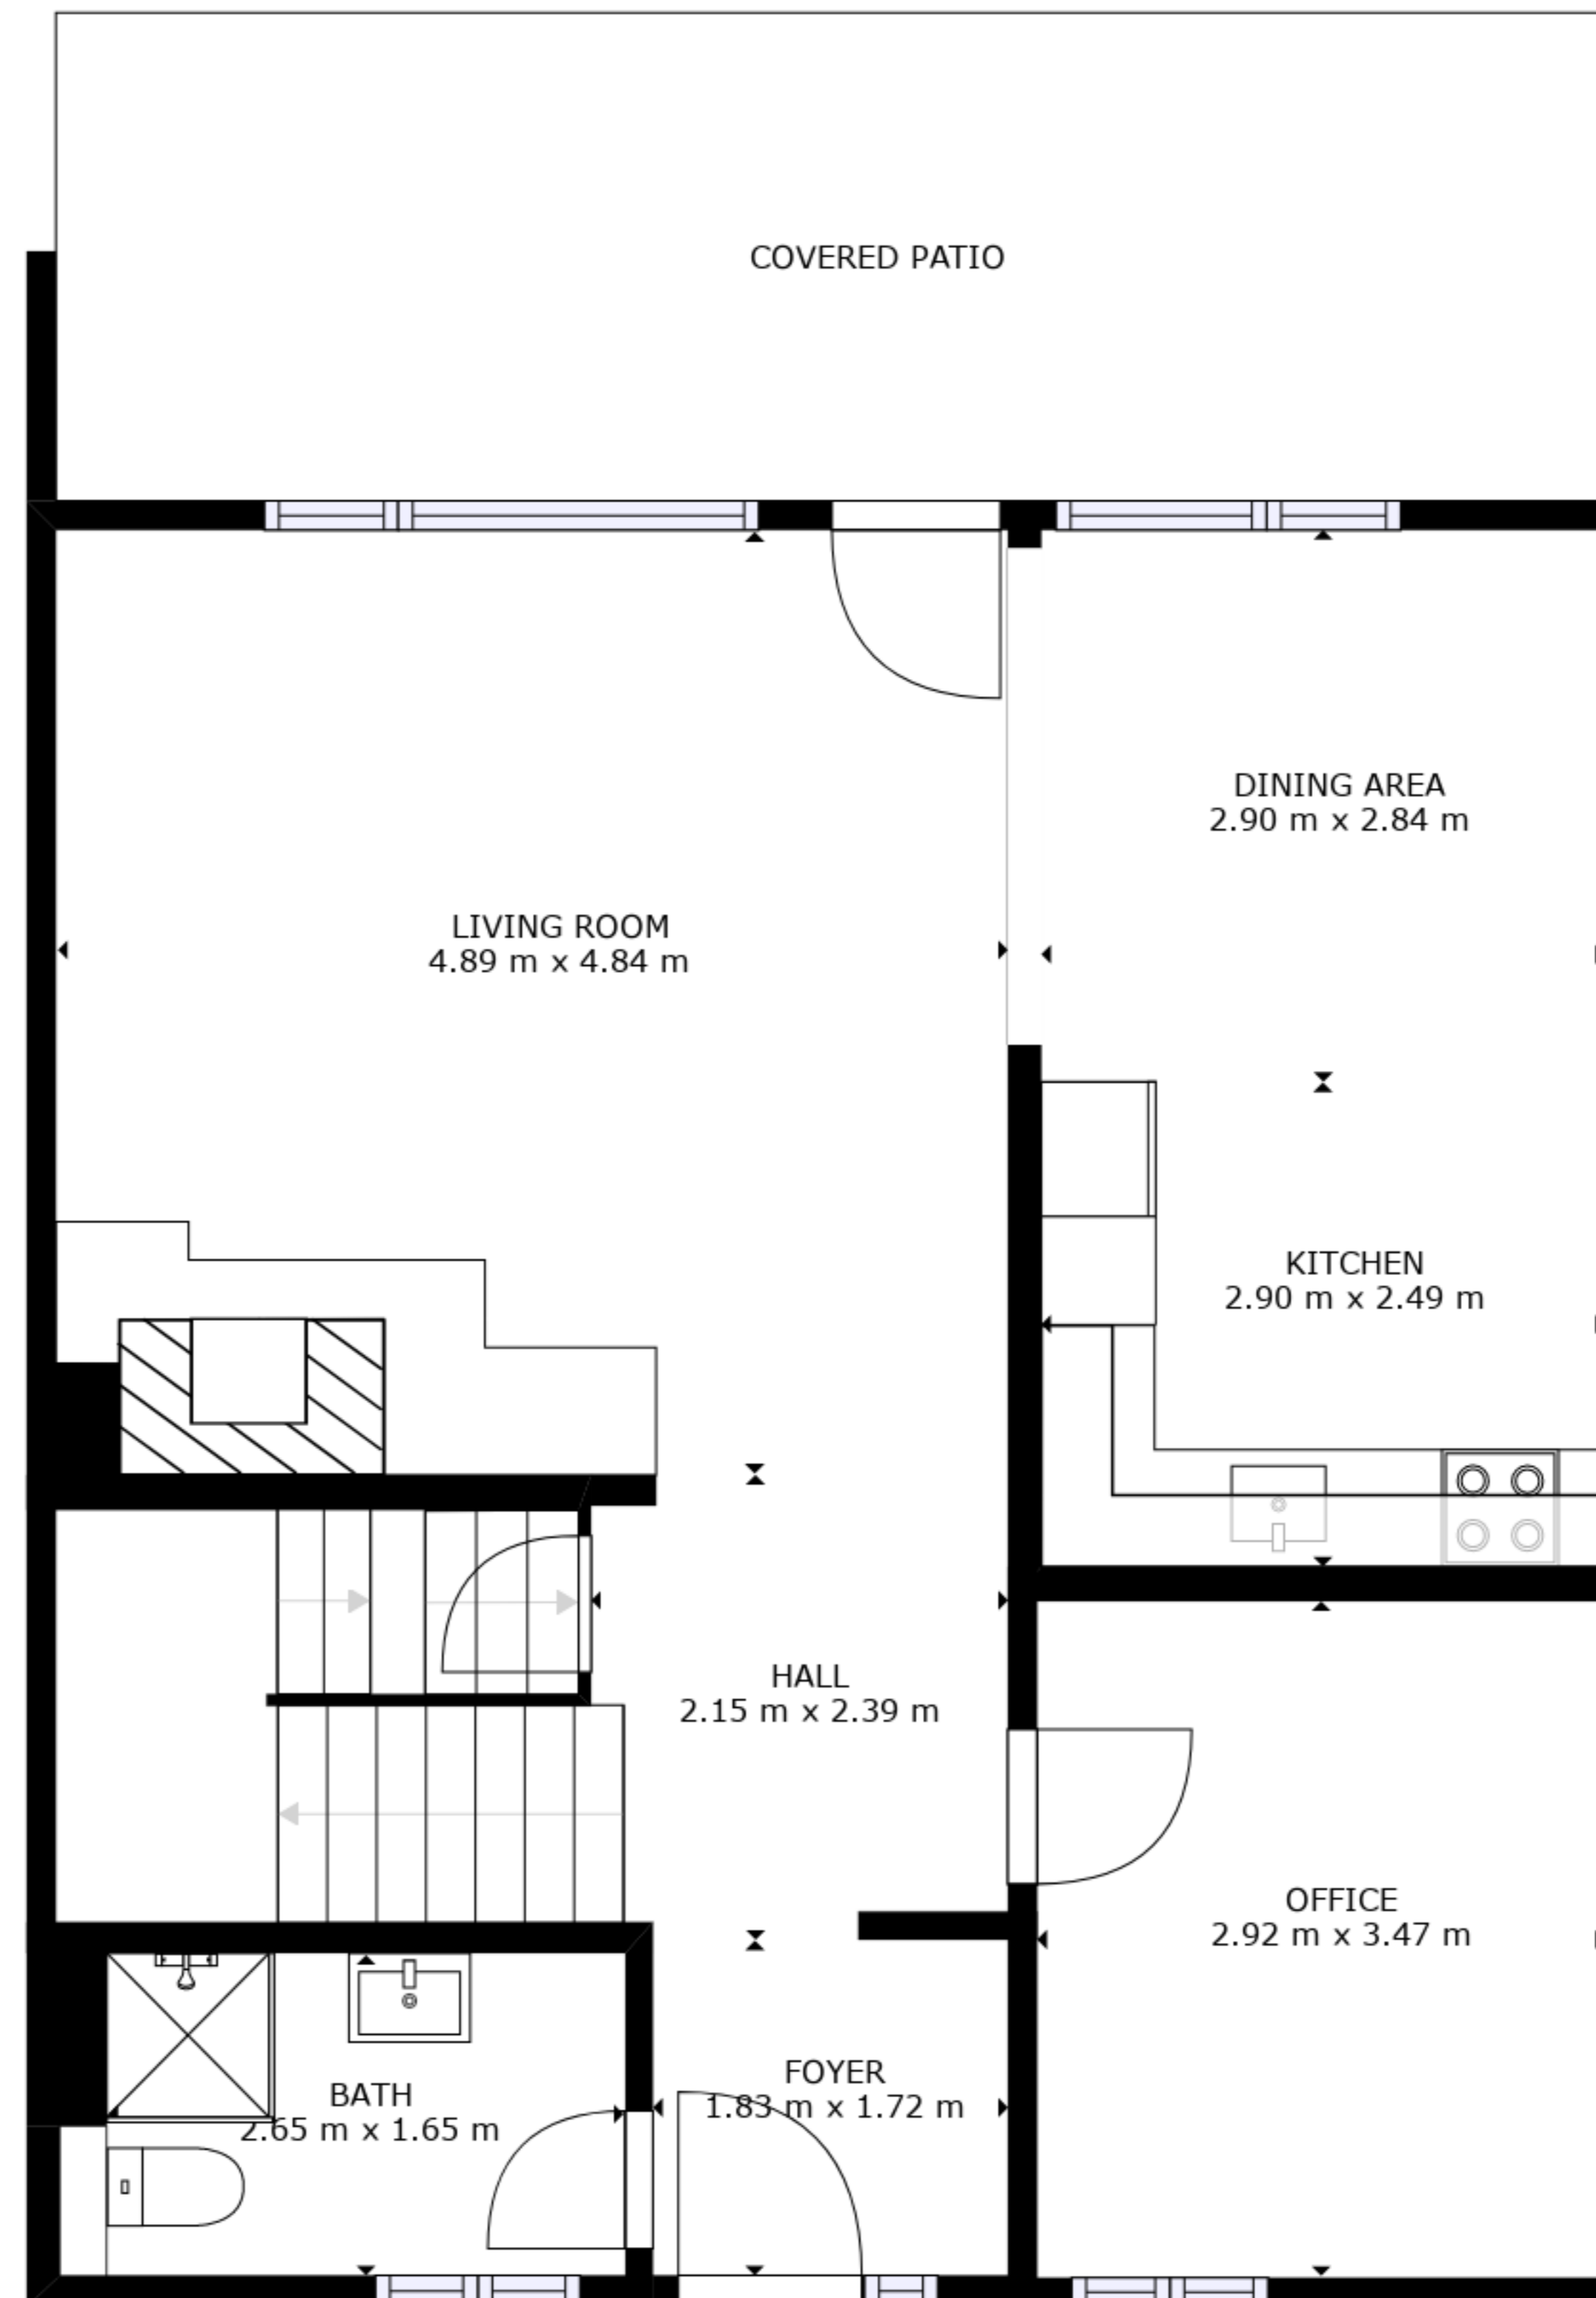 COVERED PATIO
DINING AREA
2.90 m x 2.84 m
LIVING ROOM
4.89 m x 4.84 m
KITCHEN
2.90 m x 2.49 m
HALL
2.15 m x 2.39 m
OFFICE
2.92 m x 3.47 m
FOYER
1.83 m x 1.72 m
BATH
2.65 m x 1.65 m